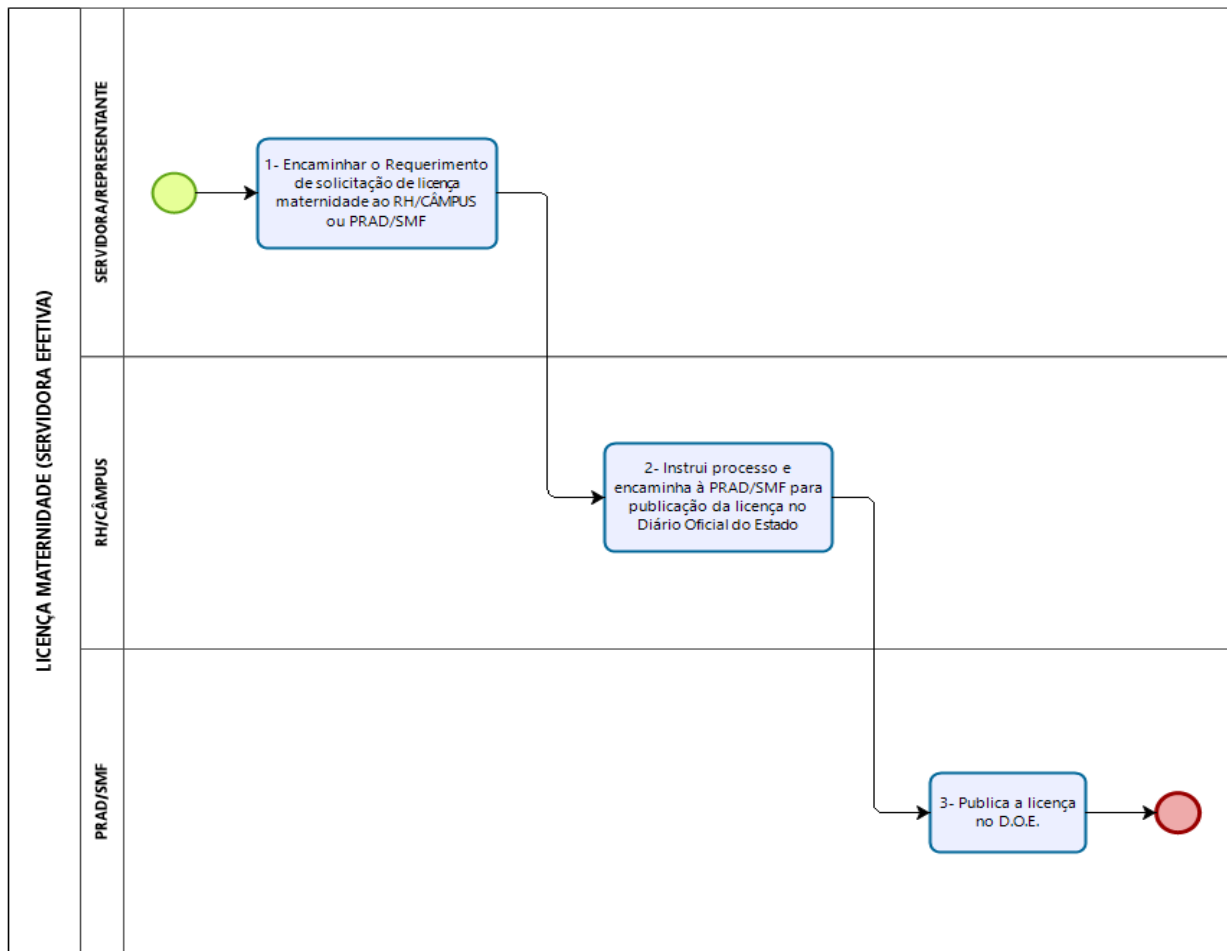 LICENÇA MATERNIDADE (SERVIDORA EFETIVA)
SERVIDORA/REPRESENTANTE
1- Encaminhar o Requerimento
de solicitação de licença
maternidade ao RH/CÂMPUS
ou PRAD/SMF
RH/CÂMPUS
2- Instrui processo e
encaminha à PRAD/SMF para
publicação da licença no
Diário Oficial do Estado
PRAD/SMF
3- Publica a licença
no D.O.E.